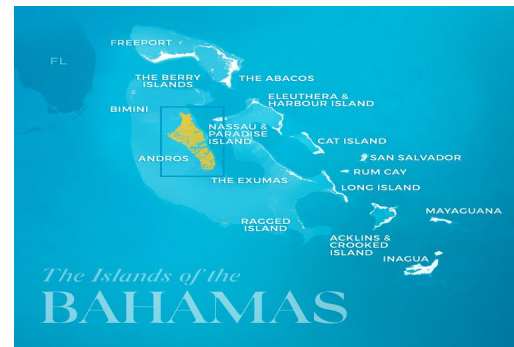 FREEPORT
FL
THE BERRY
ISLANDS
THE ABACOS
BIMINI
ELEUTHERA &
HARBOUR ISLAND
NASSAU &
PARADISE
ISLAND
CAT ISLAND
ANDROS
SAN SALVADOR
RUM CAY
THE EXUMAS
LONG ISLAND
RAGGED
ISLAND
MAYAGUANA
ACKLINS &
CROOKED
ISLAND
INAGUA
The Islands of the
BAHAMAS